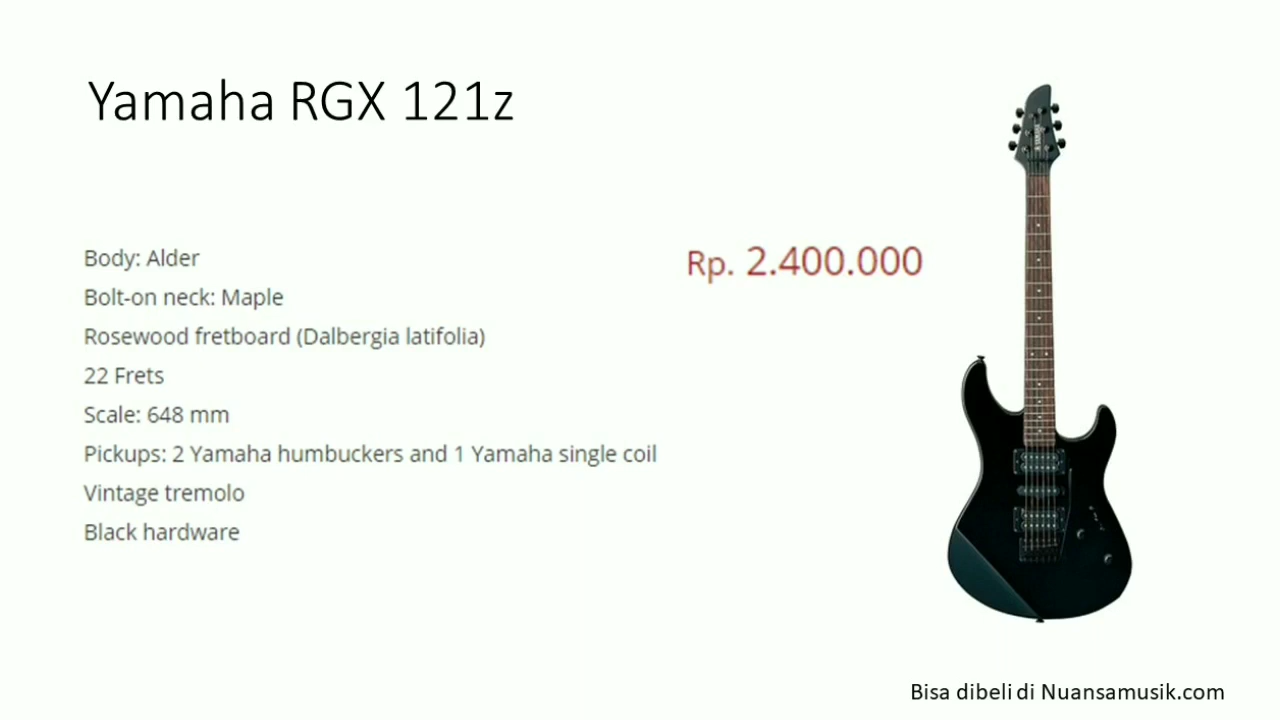 Yamaha RGX 121z
Body: Alder
Bolt-on neck: Maple
Rosewood fretboard (Dalbergia latifolia)
22 Frets
Scale: 648 mm
Pickups: 2 Yamaha humbuckers and 1 Yamaha single coil
Vintage tremolo
Black hardware
Rp. 2.400.000
YAMAHA
Bisa dibeli di Nuansamusik.com